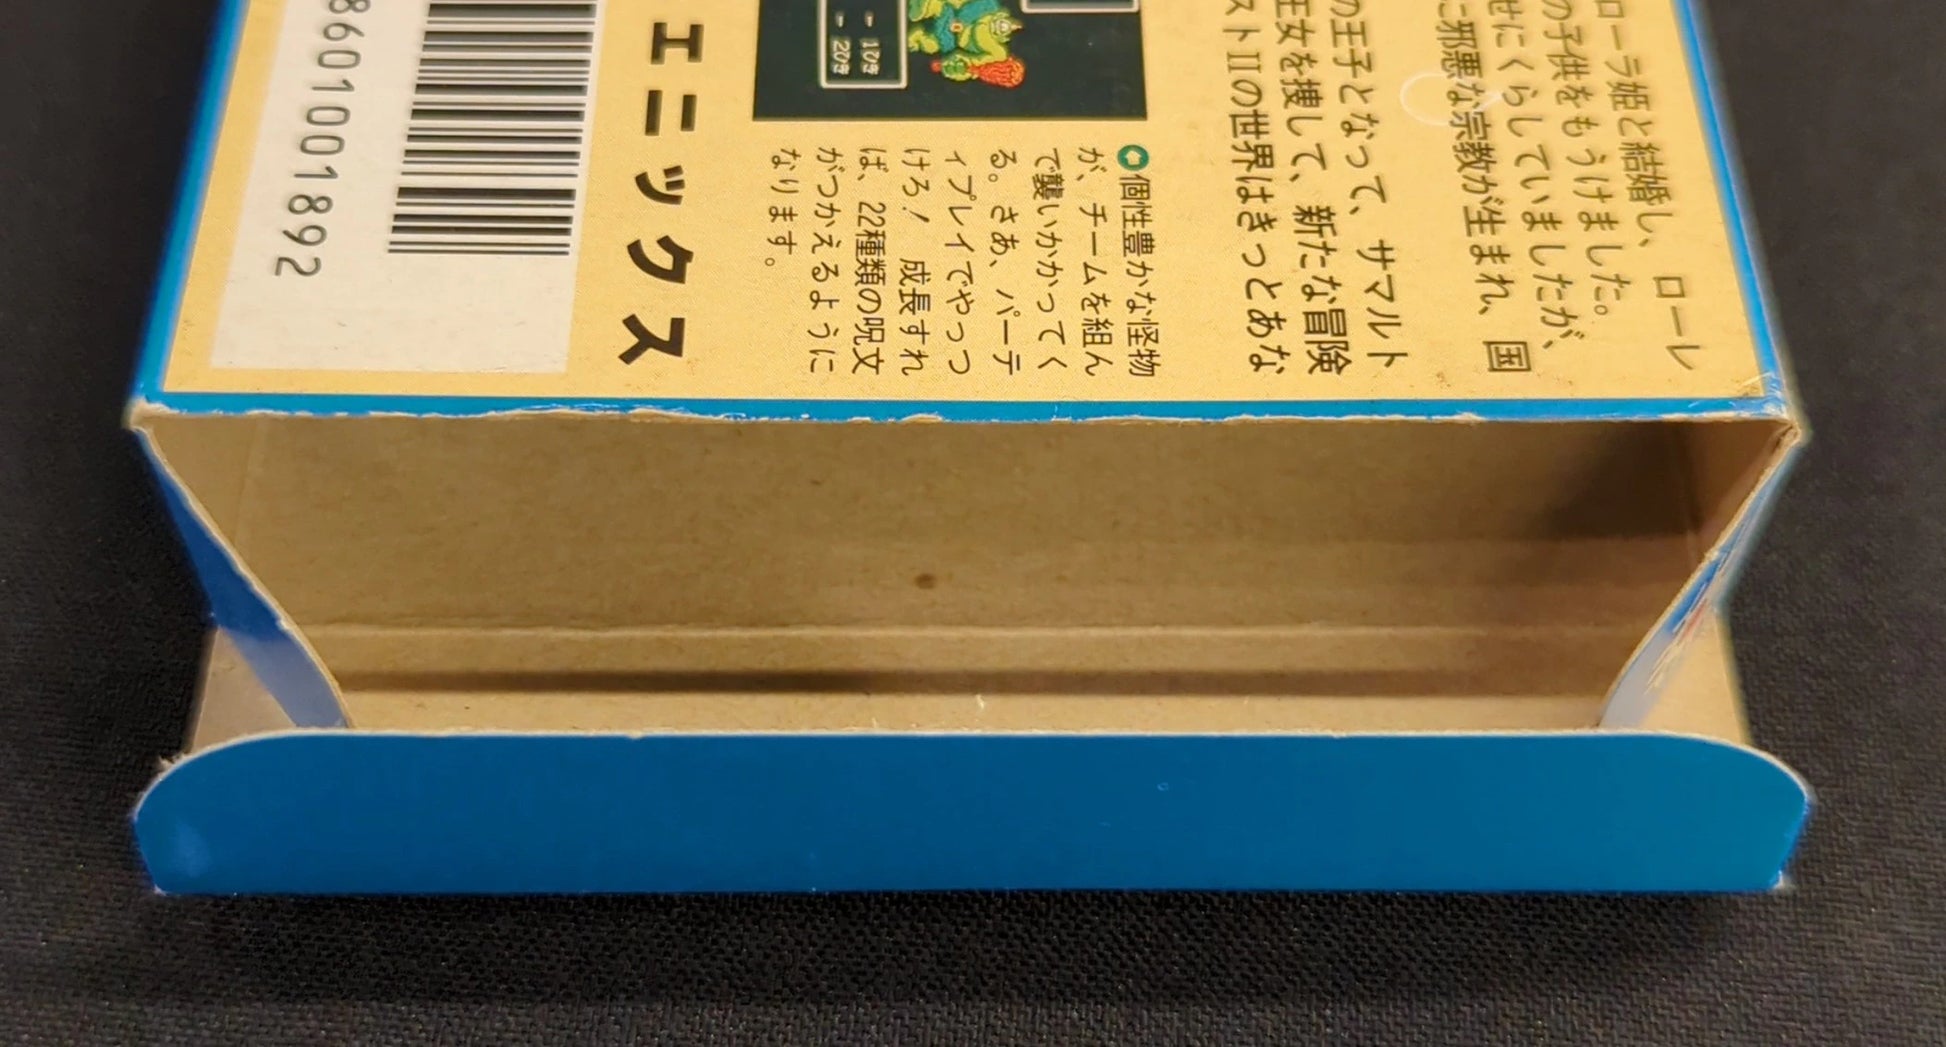 ローラ姫と結婚し、ローレ
の子供をもうけました。
せにくらしていましたが、
に邪悪な宗教が生まれ、国
の王子となって、サマルト
王女を捜して、新たな冒険
ストIIの世界はきっとあな
個性豊かな怪物
が、チームを組ん
で襲いかかってく
る。さあ、パーテ
ィプレイでやっつ
けろ! 成長すれ
ば、22種類の呪文
がつかえるように
なります。
エニックス
8601001892